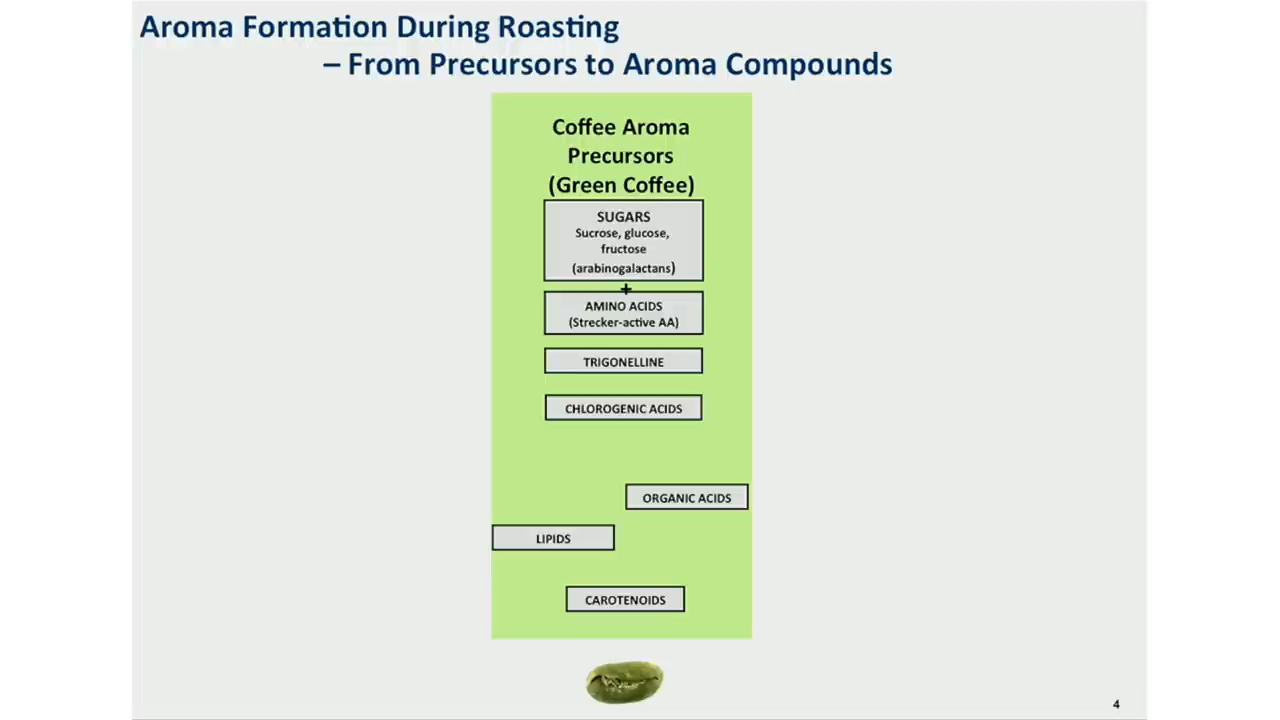 Aroma Formation During Roasting
– From Precursors to Aroma Compounds
Coffee Aroma
Precursors
(Green Coffee)
SUGARS
Sucrose, glucose,
fructose
(arabinogalactans)
+
AMINO ACIDS
(Strecker-active AA)
TRIGONELLINE
CHLOROGENIC ACIDS
ORGANIC ACIDS
LIPIDS
CAROTENOIDS
4